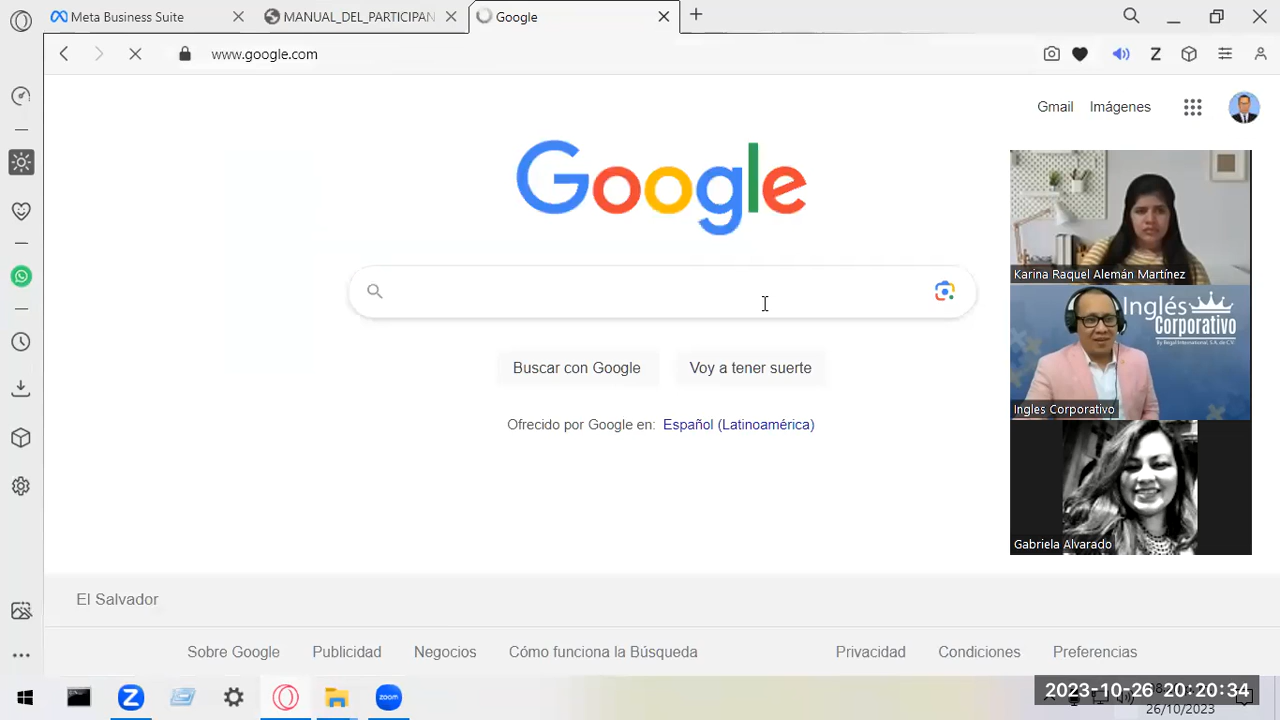 Meta Business Suite
MANUAL_DEL_PARTICIPAN
Google
www.google.com
Gmail
Imágenes
Google
Buscar con Google
Voy a tener suerte
Ofrecido por Google en: Español (Latinoamérica)
Karina Raquel Alemán Martínez
Inglés
Corporativo
Ingles Corporativo
Gabriela Alvarado
El Salvador
Sobre Google
Publicidad
Negocios
Cómo funciona la Búsqueda
Privacidad
Condiciones
Preferencias
Z
zoom
2023-10-26 20:20:34
26/10/2023